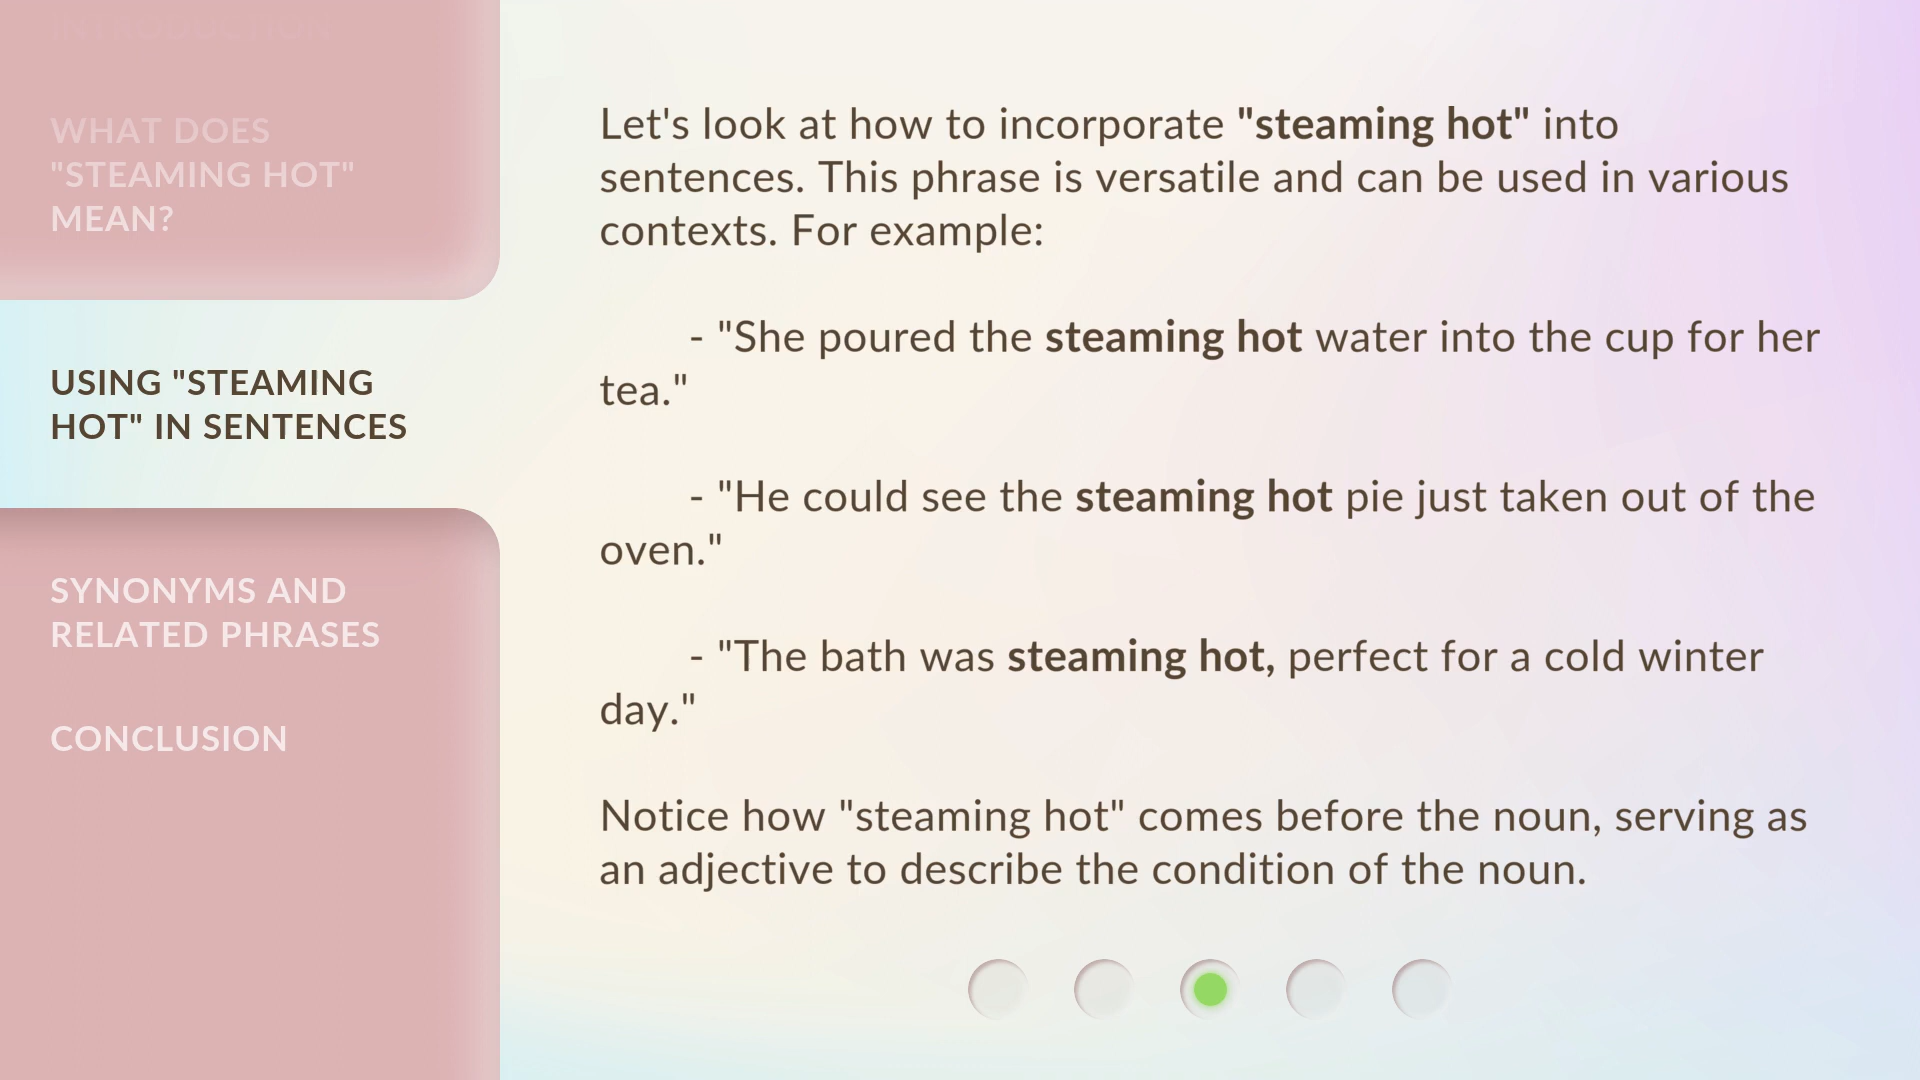 INTRODUCTION
WHAT DOES
"STEAMING HOT"
MEAN?
USING "STEAMING
HOT" IN SENTENCES
SYNONYMS AND
RELATED PHRASES
CONCLUSION
Let's look at how to incorporate "steaming hot" into
sentences. This phrase is versatile and can be used in various
contexts. For example:
- "She poured the steaming hot water into the cup for her
tea."
- "He could see the steaming hot pie just taken out of the
oven."
- "The bath was steaming hot, perfect for a cold winter
day."
Notice how "steaming hot" comes before the noun, serving as
an adjective to describe the condition of the noun.